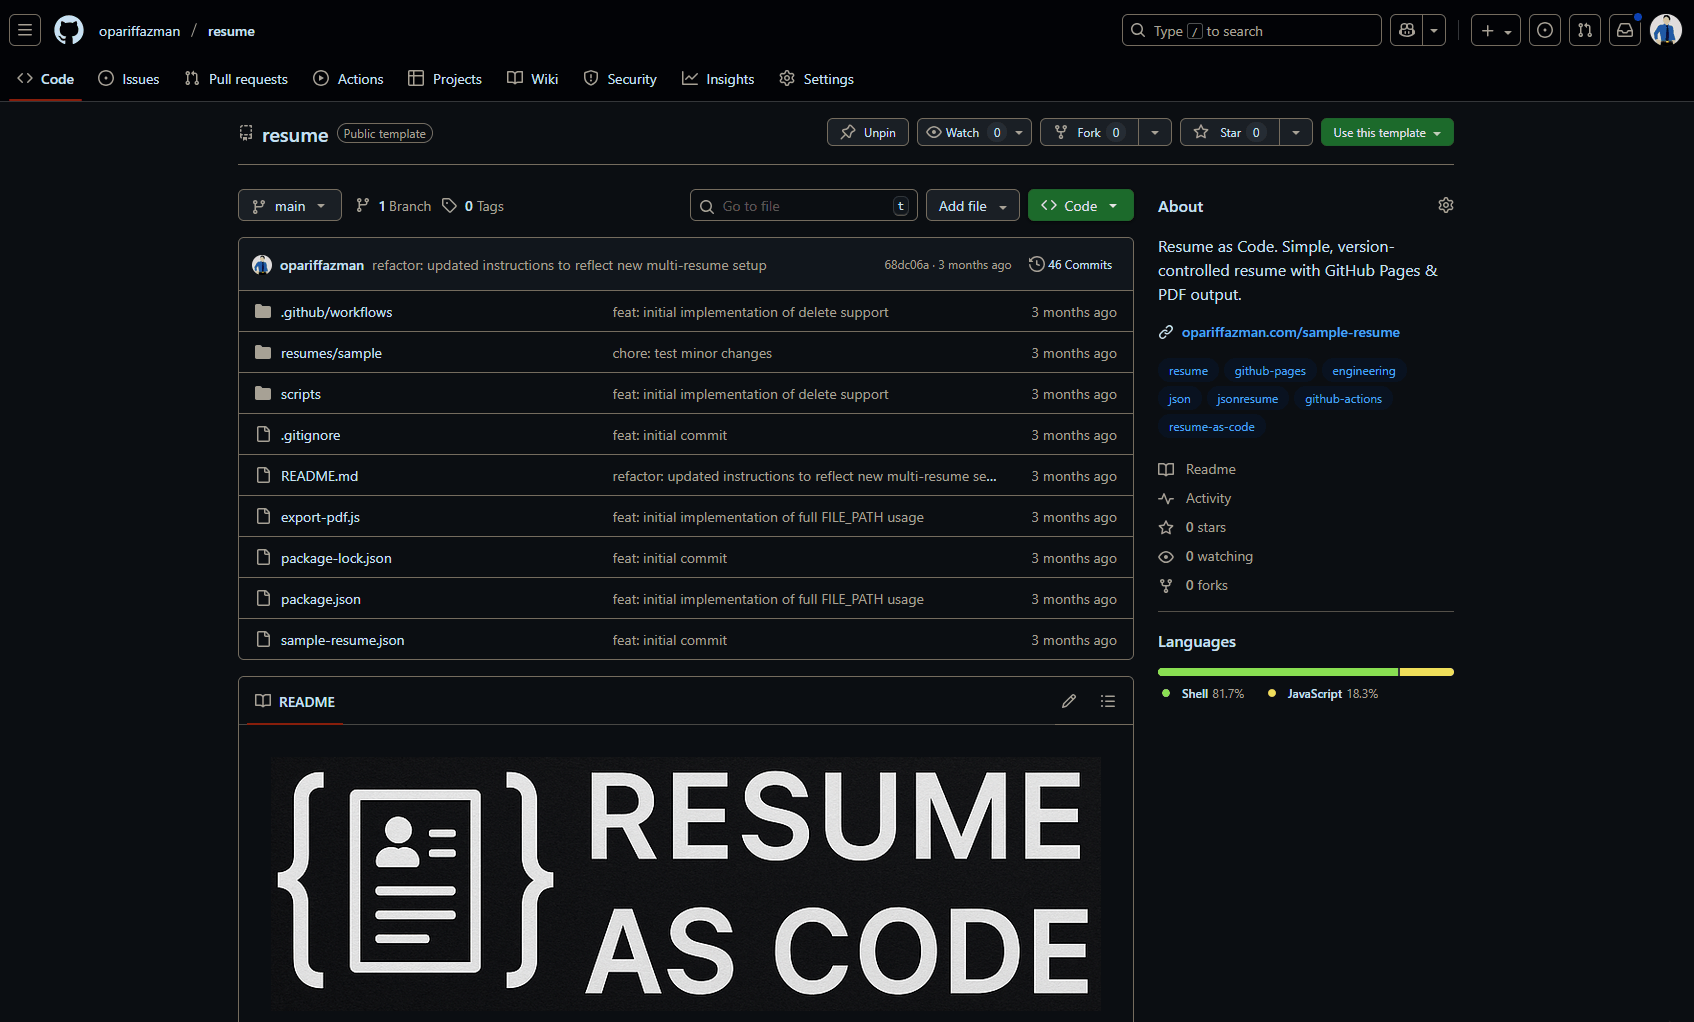 opariffazman / resume
Type / to search
Code
Issues
Pull requests
Actions
Projects
Wiki
Security
Insights
Settings
resume Public template
Unpin
Watch 0
Fork 0
Star 0
Use this template
main
1 Branch
0 Tags
Go to file t
Add file
Code
opariffazman refactor: updated instructions to reflect new multi-resume setup 68dc06a · 3 months ago 46 Commits
.github/workflows feat: initial implementation of delete support 3 months ago
resumes/sample chore: test minor changes 3 months ago
scripts feat: initial implementation of delete support 3 months ago
.gitignore feat: initial commit 3 months ago
README.md refactor: updated instructions to reflect new multi-resume se... 3 months ago
export-pdf.js feat: initial implementation of full FILE_PATH usage 3 months ago
package-lock.json feat: initial commit 3 months ago
package.json feat: initial implementation of full FILE_PATH usage 3 months ago
sample-resume.json feat: initial commit 3 months ago
README
RESUME
AS CODE
About
Resume as Code. Simple, version-
controlled resume with GitHub Pages &
PDF output.
opariffazman.com/sample-resume
resume github-pages engineering
json jsonresume github-actions
resume-as-code
Readme
Activity
0 stars
0 watching
0 forks
Languages
Shell 81.7% JavaScript 18.3%